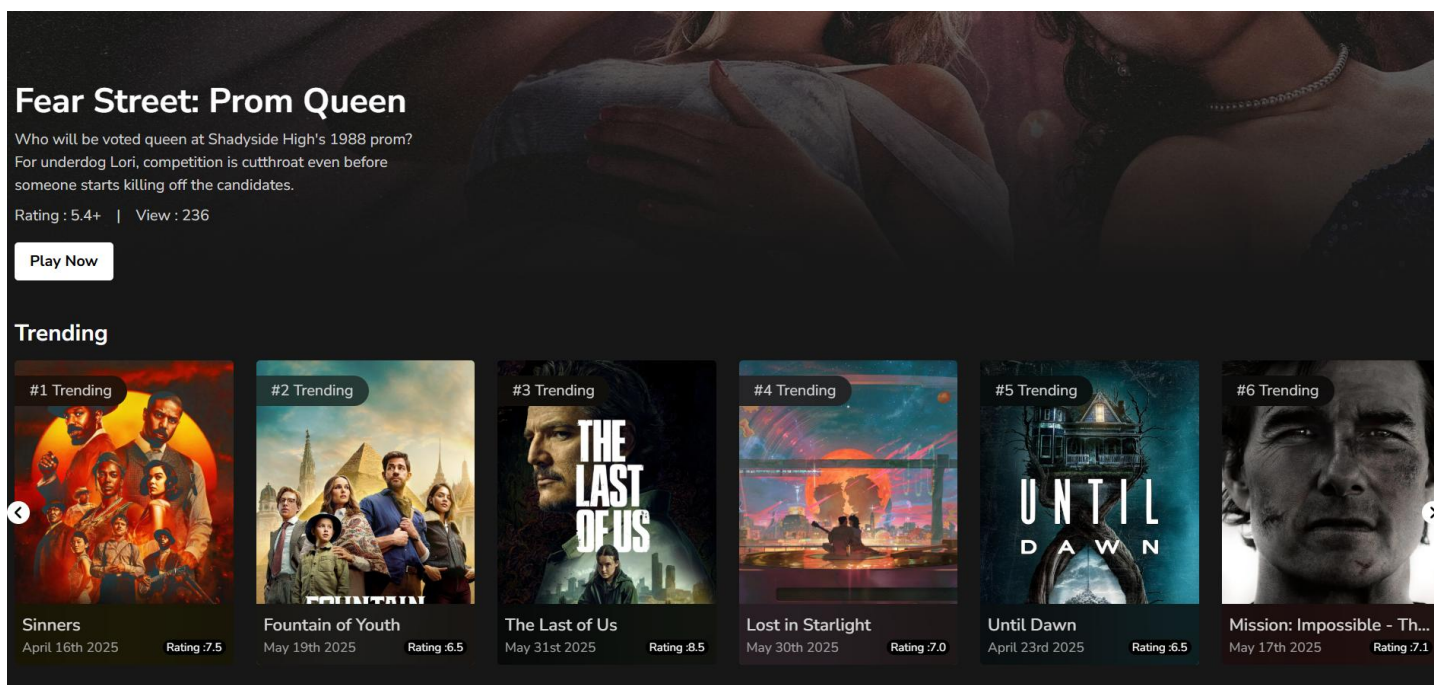 Fear Street: Prom Queen
Who will be voted queen at Shadyside High's 1988 prom?
For underdog Lori, competition is cutthroat even before
someone starts killing off the candidates.
Rating : 5.4+ | View : 236
Play Now
Trending
#1 Trending
#2 Trending
#3 Trending
#4 Trending
#5 Trending
#6 Trending
THE
LAST
OF US
UNTIL
DAWN
FOUNTAIN
Sinners
April 16th 2025 Rating :7.5
Fountain of Youth
May 19th 2025 Rating :6.5
The Last of Us
May 31st 2025 Rating :8.5
Lost in Starlight
May 30th 2025 Rating :7.0
Until Dawn
April 23rd 2025 Rating :6.5
Mission: Impossible - Th...
May 17th 2025 Rating :7.1